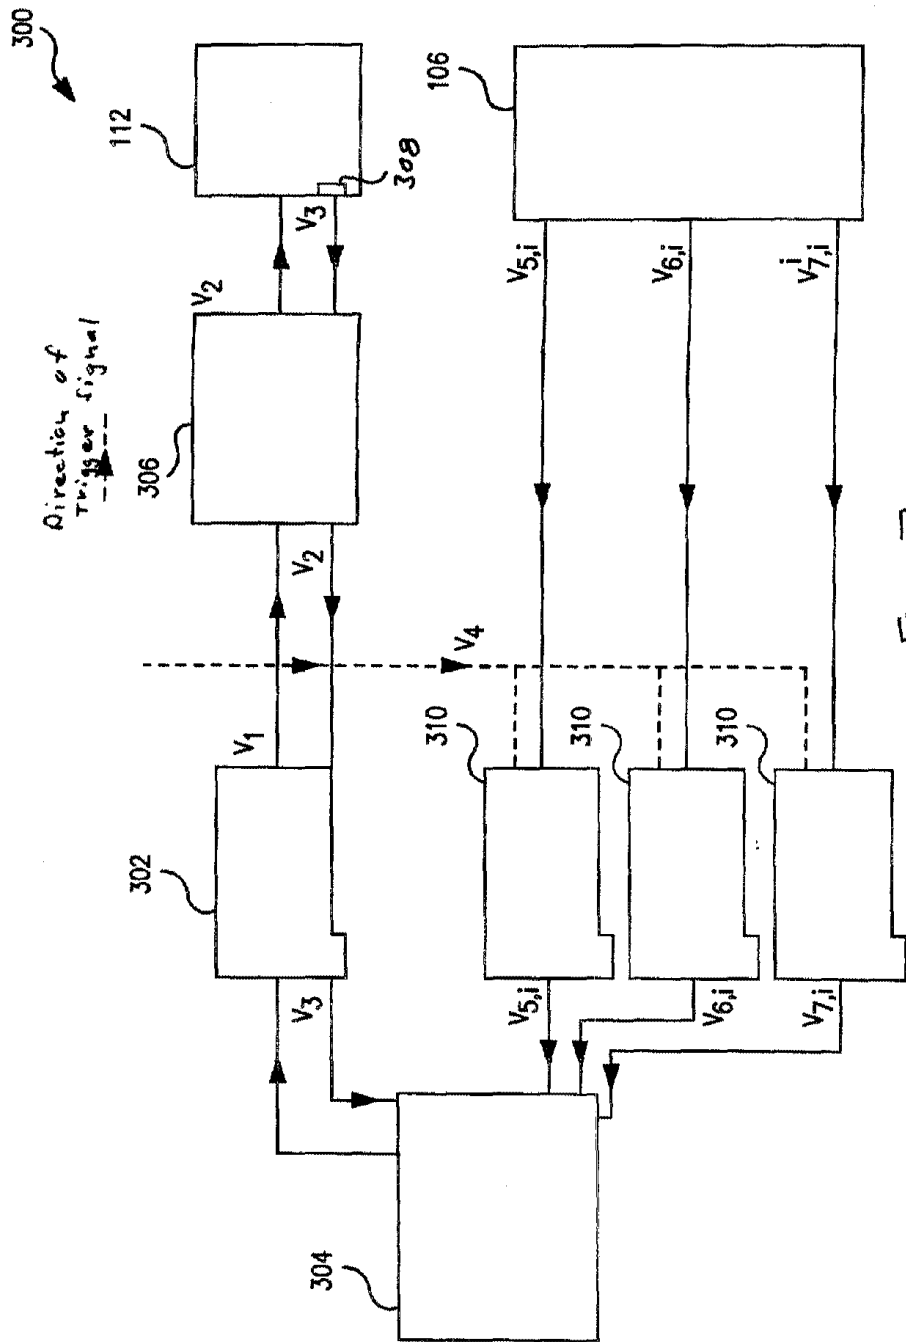 300
112
308
V3
V2
Direction of
Trigger Signal
306
V2
V1
V4
302
V3
304
106
V5,i
V6,i
i
V7,i
310
310
310
V5,i
V6,i
V7,i